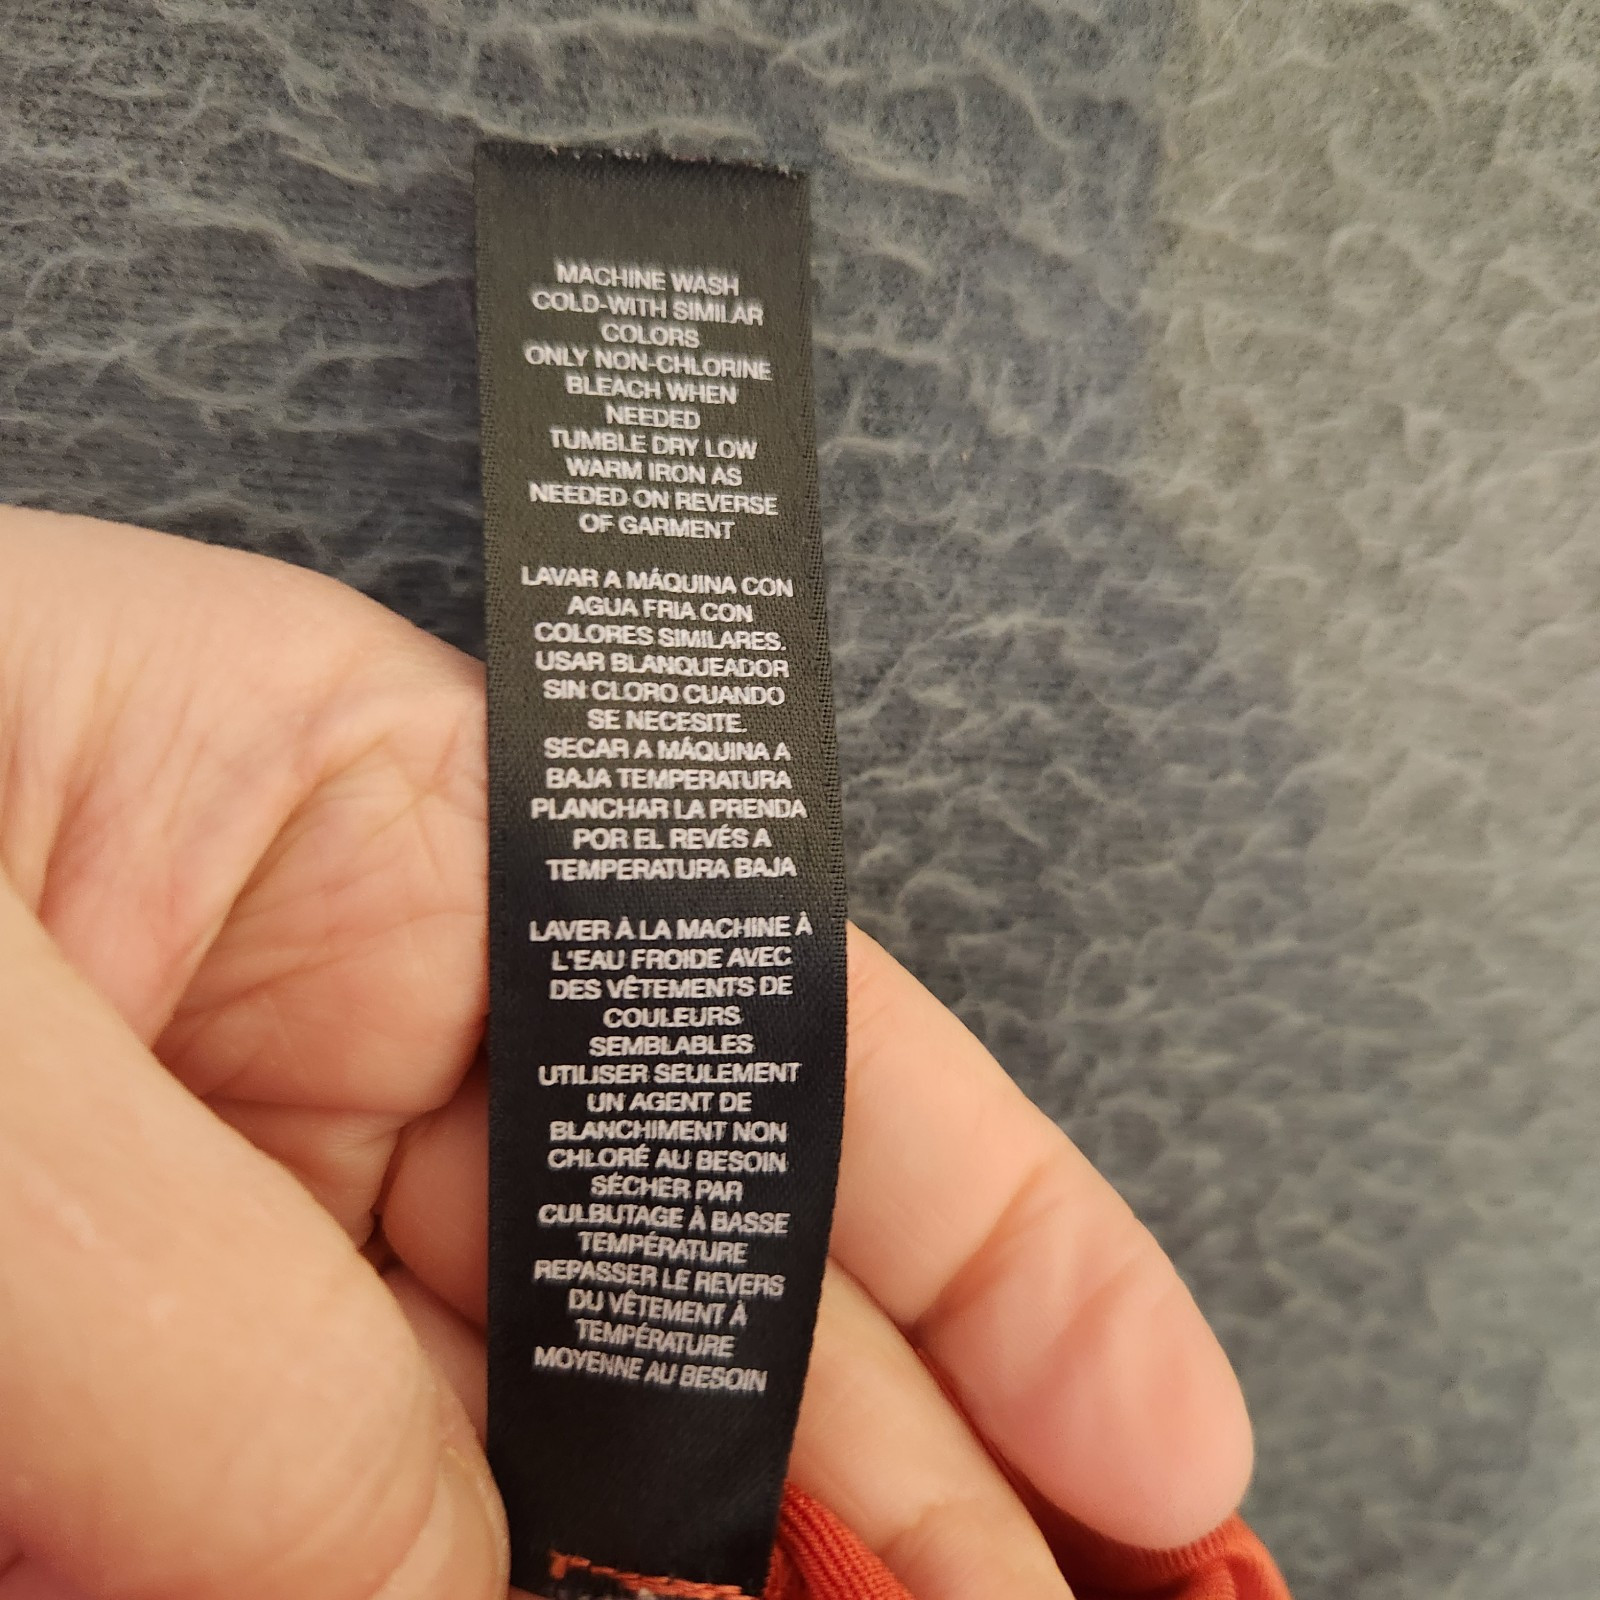 MACHINE WASH
COLD-WITH SIMILAR
COLORS
ONLY NON-CHLORINE
BLEACH WHEN
NEEDED
TUMBLE DRY LOW
WARM IRON AS
NEEDED ON REVERSE
OF GARMENT
LAVAR A MÁQUINA CON
AGUA FRIA CON
COLORES SIMILARES.
USAR BLANQUEADOR
SIN CLORO CUANDO
SE NECESITE.
SECAR A MÁQUINA A
BAJA TEMPERATURA
PLANCHAR LA PRENDA
POR EL REVÉS A
TEMPERATURA BAJA
LAVER À LA MACHINE À
L'EAU FROIDE AVEC
DES VÊTEMENTS DE
COULEURS
SEMBLABLES
UTILISER SEULEMENT
UN AGENT DE
BLANCHIMENT NON
CHLORÉ AU BESOIN
SÉCHER PAR
CULBUTAGE À BASSE
TEMPÉRATURE
REPASSER LE REVERS
DU VÊTEMENT À
TEMPÉRATURE
MOYENNE AU BESOIN